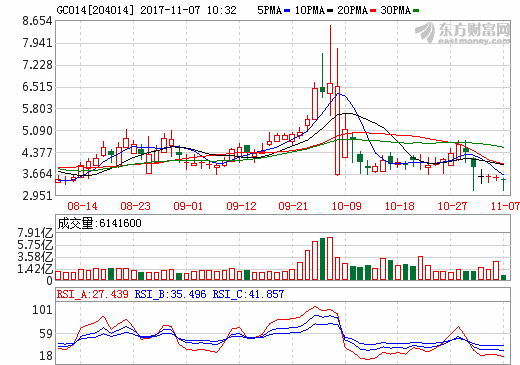 GC014[204014] 2017-11-07 10:32 5PMA 10PMA 20PMA 30PMA
东方财富网
eastmoney.com
8.654
7.941
7.228
6.515
5.803
5.090
4.377
3.664
2.951
08-14 08-23 09-01 09-12 09-21 10-09 10-18 10-27 11-07
成交量:6141600
7.91亿
5.75亿
3.58亿
1.42亿
0
RSI_A:27.439 RSI_B:35.496 RSI_C:41.857
101
59
18